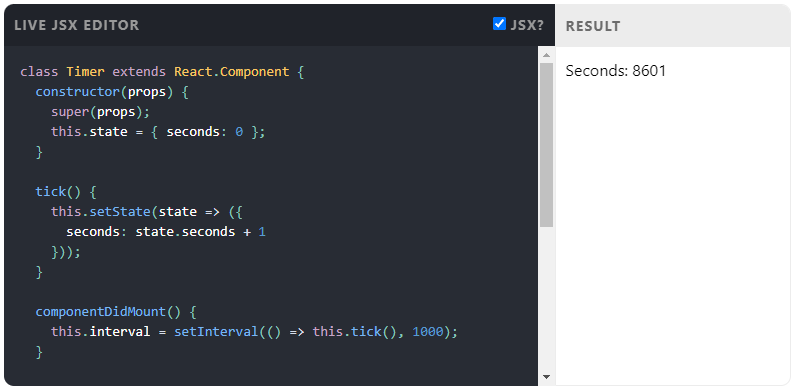 LIVE JSX EDITOR
JSX?
RESULT
class Timer extends React.Component {
  constructor(props) {
    super(props);
    this.state = { seconds: 0 };
  }

  tick() {
    this.setState(state => ({
      seconds: state.seconds + 1
    }));
  }

  componentDidMount() {
    this.interval = setInterval(() => this.tick(), 1000);
  }
Seconds: 8601